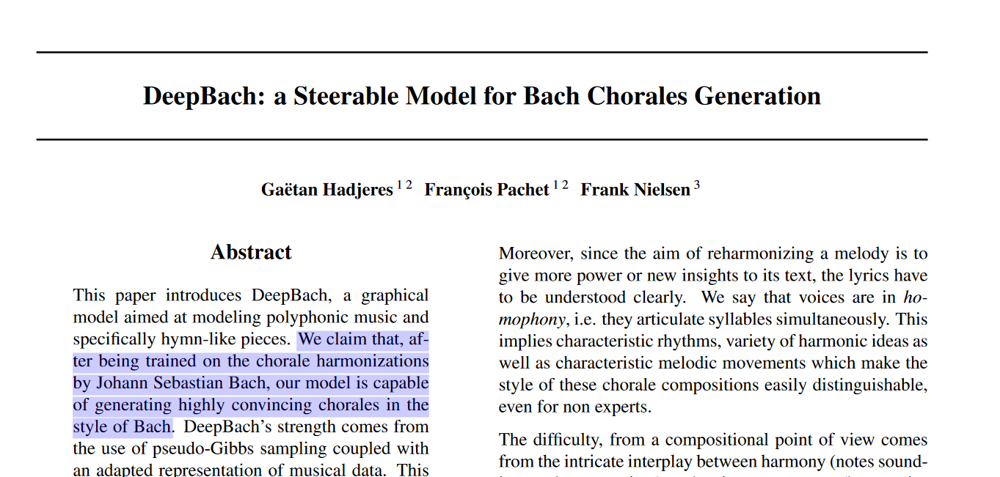 DeepBach: a Steerable Model for Bach Chorales Generation
Gaëtan Hadjeres 1 2 François Pachet 1 2 Frank Nielsen 3
Abstract
This paper introduces DeepBach, a graphical
model aimed at modeling polyphonic music and
specifically hymn-like pieces. We claim that, af-
ter being trained on the chorale harmonizations
by Johann Sebastian Bach, our model is capable
of generating highly convincing chorales in the
style of Bach. DeepBach's strength comes from
the use of pseudo-Gibbs sampling coupled with
an adapted representation of musical data. This
Moreover, since the aim of reharmonizing a melody is to
give more power or new insights to its text, the lyrics have
to be understood clearly. We say that voices are in ho-
mophony, i.e. they articulate syllables simultaneously. This
implies characteristic rhythms, variety of harmonic ideas as
well as characteristic melodic movements which make the
style of these chorale compositions easily distinguishable,
even for non experts.
The difficulty, from a compositional point of view comes
from the intricate interplay between harmony (notes sound-